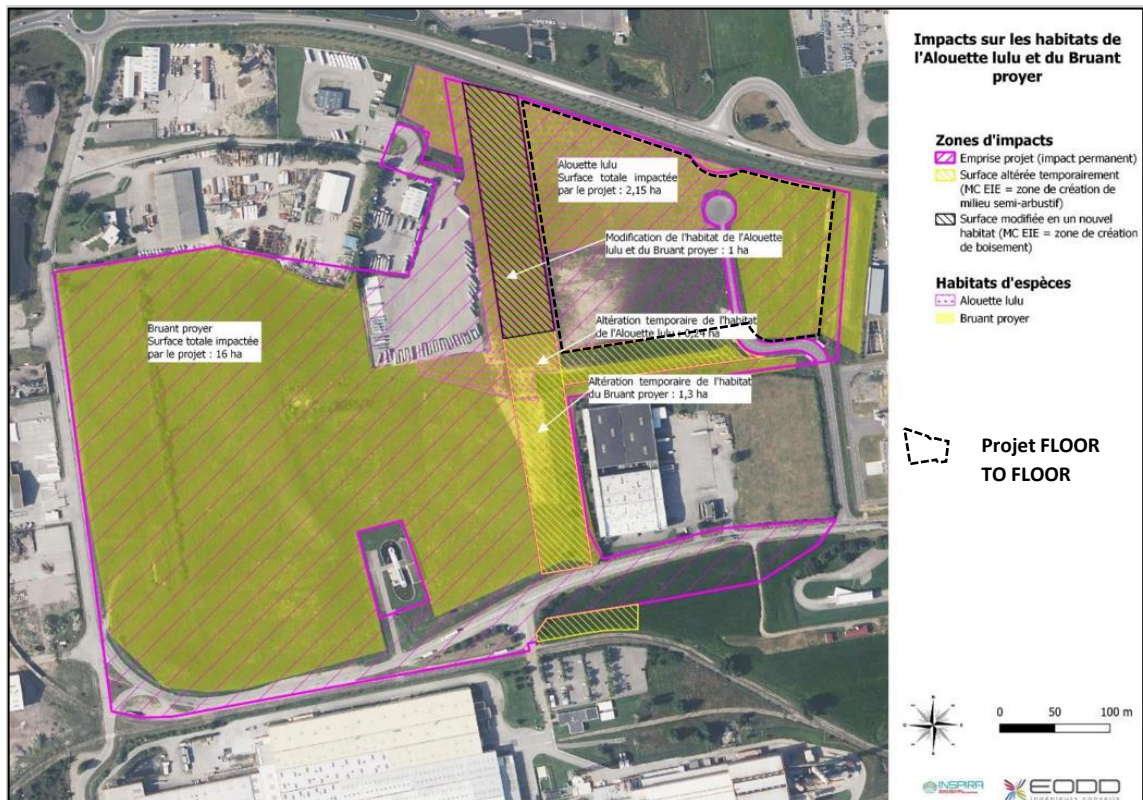 Impacts sur les habitats de
l'Alouette lulu et du Bruant
proyer
Zones d'impacts
Emprise projet (impact permanent)
Surface altérée temporairement
(MC EIE = zone de création de
milieu semi-arbustif)
Surface modifiée en un nouvel
habitat (MC EIE = zone de création
de boisement)
Habitats d'espèces
Alouette lulu
Bruant proyer
Projet FLOOR
TO FLOOR
Alouette lulu
Surface totale impactée
par le projet : 2,15 ha
Modification de l'habitat de l'Alouette
lulu et du Bruant proyer : 1 ha
Altération temporaire de l'habitat
de l'Alouette lulu : 0,24 ha
Bruant proyer
Surface totale impactée
par le projet : 16 ha
Altération temporaire de l'habitat
du Bruant proyer : 1,3 ha
0 50 100 m
INSPIRA
EODD
ingénieurs conseils